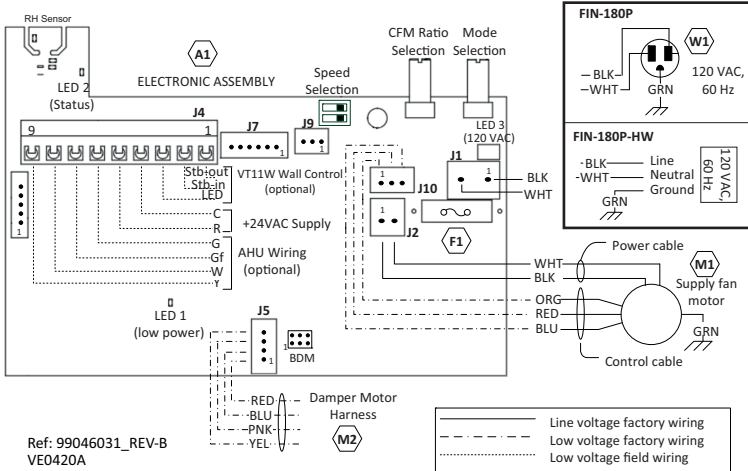 RH Sensor
A1
CFM Ratio
Selection
Mode
Selection
LED 2
(Status)
ELECTRONIC ASSEMBLY
Speed
Selection
J4
9
1
J7
1
J9
1
LED 3
(120 VAC)
J1
1
BLK
WHT
J10
1
J2
1
F1
Stb-out
Stb-in
LED
VT11W Wall Control
(optional)
C
R
+24VAC Supply
G
Gf
W
Y
AHU Wiring
(optional)
1
LED 1
(low power)
J5
1
1
BDM
RED
BLU
PNK
YEL
Damper Motor
Harness
M2
Power cable
WHT
BLK
ORG
RED
BLU
M1
Supply fan
motor
GRN
Control cable
FIN-180P
W1
BLK
WHT
GRN
120 VAC,
60 Hz
FIN-180P-HW
-BLK
-WHT
Line
Neutral
Ground
GRN
120 VAC,
60 Hz
Line voltage factory wiring
Low voltage factory wiring
Low voltage field wiring
Ref: 99046031_REV-B
VE0420A